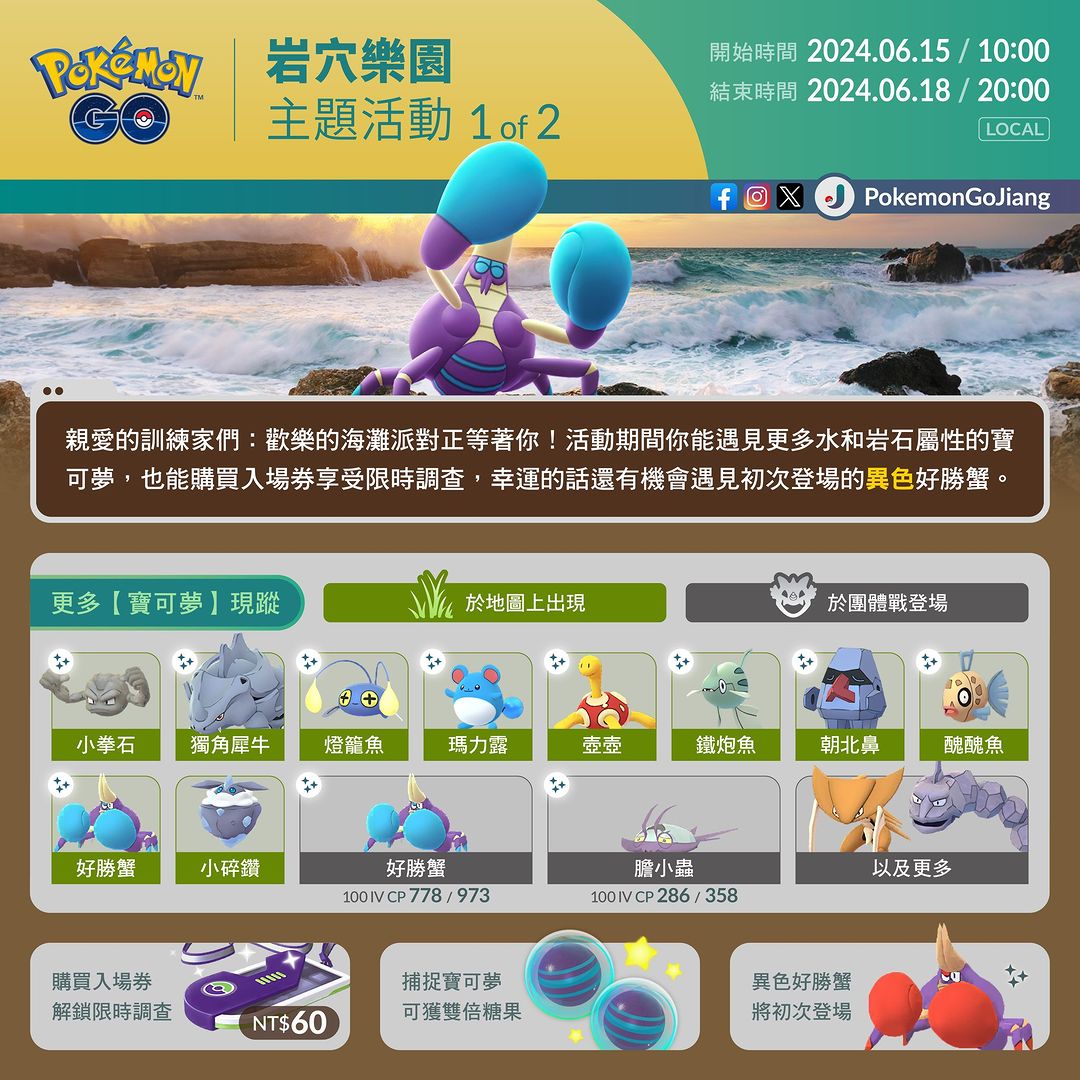 POKéMON
GO
TM
岩穴樂園
主題活動 1 of 2
開始時間 2024.06.15 / 10:00
結束時間 2024.06.18 / 20:00
LOCAL
PokemonGoJiang
親愛的訓練家們：歡樂的海灘派對正等著你！活動期間你能遇見更多水和岩石屬性的寶
可夢，也能購買入場券享受限時調查，幸運的話還有機會遇見初次登場的異色好勝蟹。
更多【寶可夢】現蹤
於地圖上出現
於團體戰登場
小拳石
獨角犀牛
燈籠魚
瑪力露
壺壺
鐵炮魚
朝北鼻
醜醜魚
好勝蟹
小碎鑽
好勝蟹
膽小蟲
以及更多
100 IV CP 778 / 973
100 IV CP 286 / 358
購買入場券
解鎖限時調查
NT$60
捕捉寶可夢
可獲雙倍糖果
異色好勝蟹
將初次登場